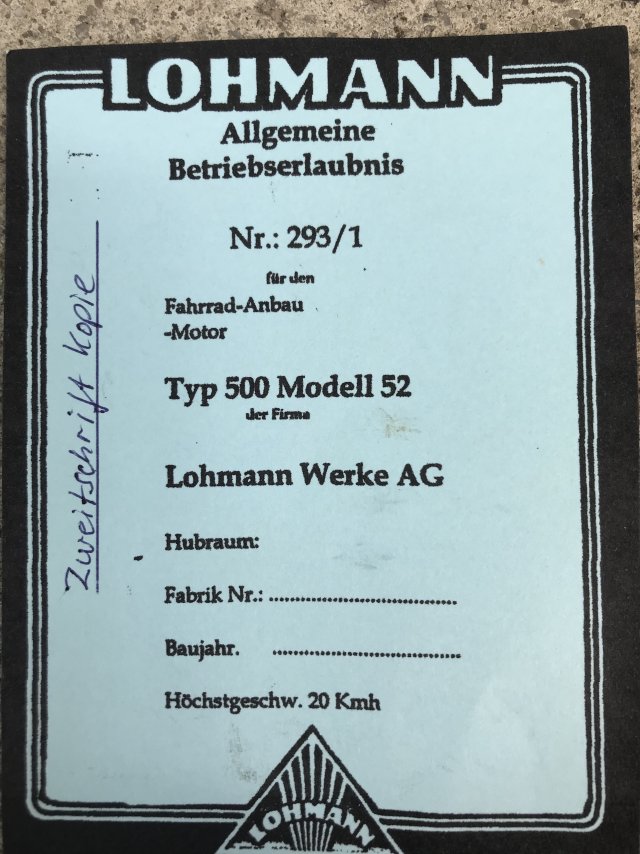 LOHMANN
Allgemeine
Betriebserlaubnis
Nr.: 293/1
für den
Fahrrad-Anbau
-Motor
Typ 500 Modell 52
der Firma
Lohmann Werke AG
Hubraum:
Fabrik Nr.: ....................................
Baujahr. ....................................
Höchstgeschw. 20 Kmh
LOHMANN
Zweitschrift Kopie